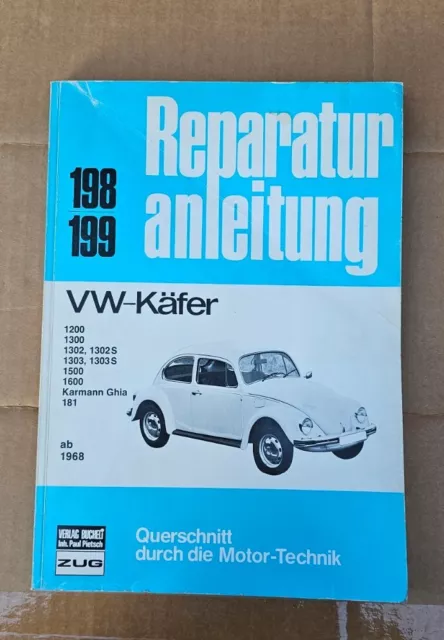 Reparatur
anleitung
198
199
VW-Käfer
1200
1300
1302, 1302 S
1303, 1303 S
1500
1600
Karmann Ghia
181
ab
1968
VERLAG BUCHELI
Inh. Paul Pietsch
ZUG
Querschnitt
durch die Motor-Technik